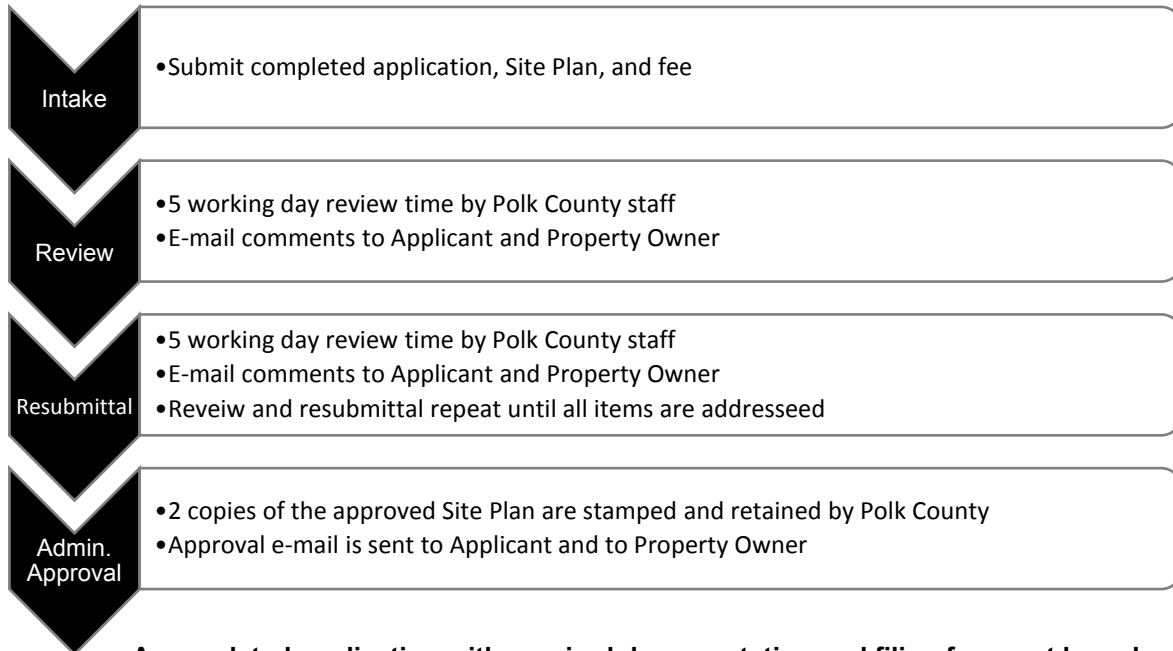 Intake
•Submit completed application, Site Plan, and fee
Review
•5 working day review time by Polk County staff
•E-mail comments to Applicant and Property Owner
Resubmittal
•5 working day review time by Polk County staff
•E-mail comments to Applicant and Property Owner
•Reveiw and resubmittal repeat until all items are addresseed
Admin.
Approval
•2 copies of the approved Site Plan are stamped and retained by Polk County
•Approval e-mail is sent to Applicant and to Property Owner